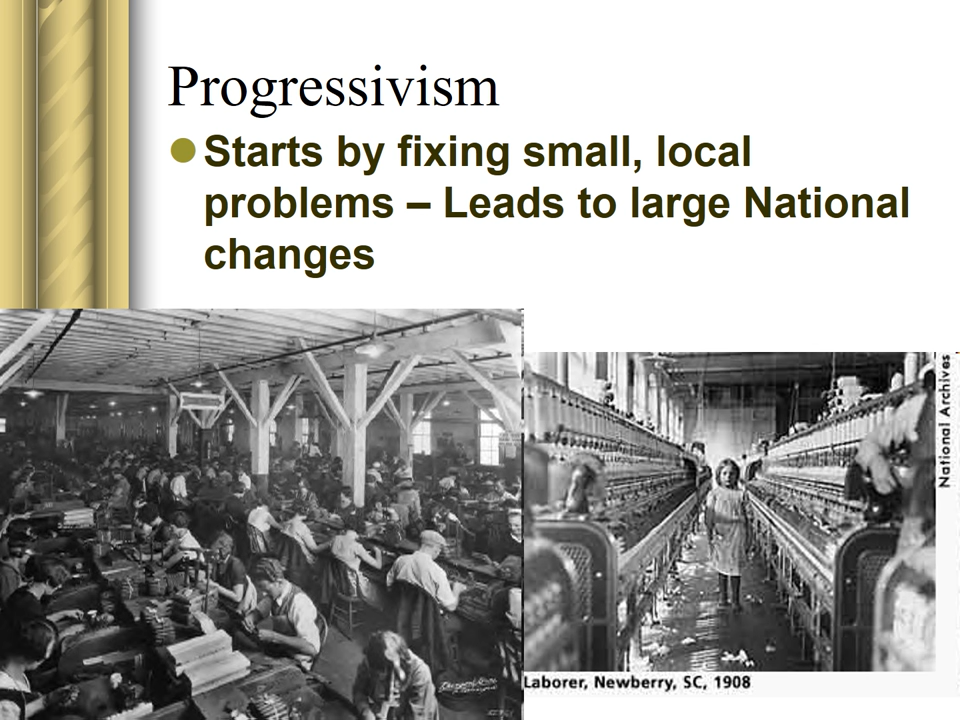 Progressivism
Starts by fixing small, local
problems – Leads to large National
changes
National Archives
Laborer, Newberry, SC, 1908